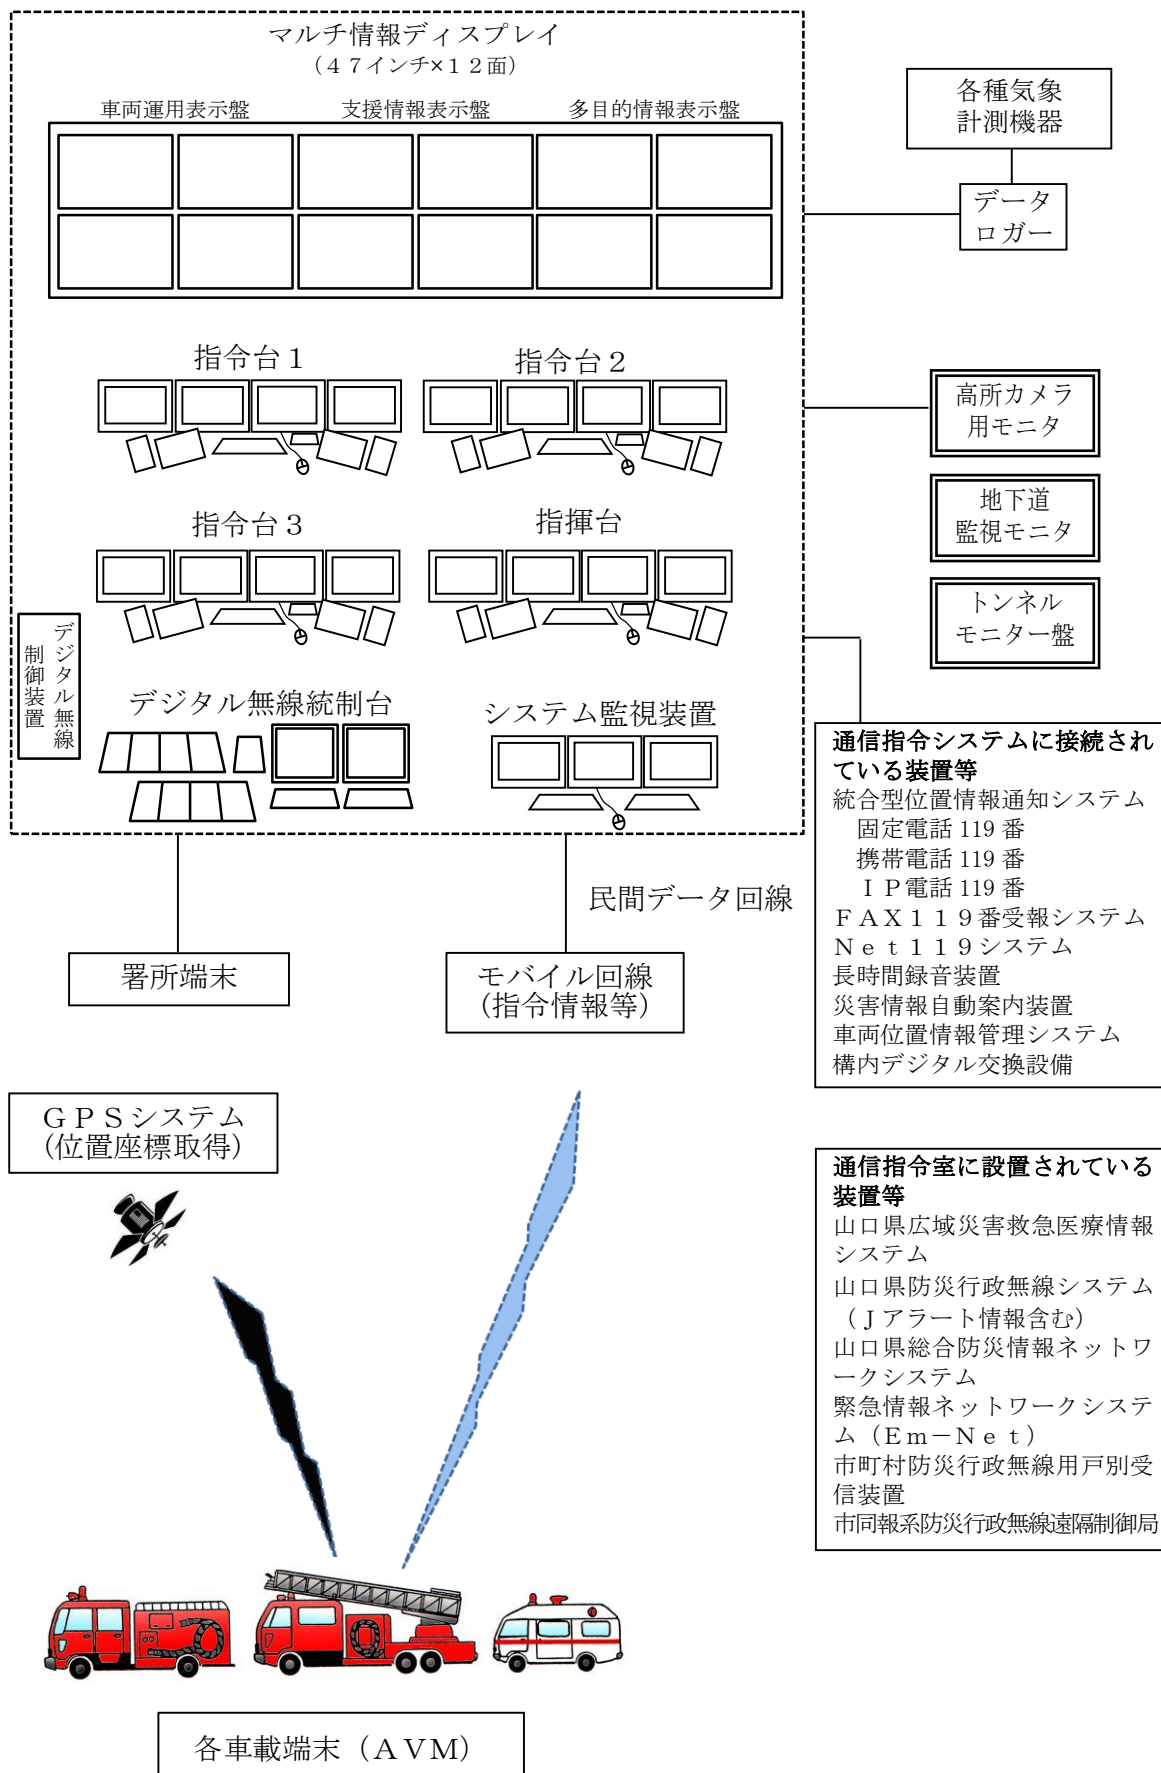 マルチ情報ディスプレイ
（４７インチ×１２面）
車両運用表示盤
支援情報表示盤
多目的情報表示盤
各種気象
計測機器
データ
ロガー
指令台１
指令台２
高所カメラ
用モニタ
地下道
監視モニタ
トンネル
モニター盤
指令台３
指揮台
デジタル無線
制御装置
デジタル無線統制台
システム監視装置
通信指令システムに接続され
ている装置等
統合型位置情報通知システム
固定電話 119 番
携帯電話 119 番
ＩＰ電話 119 番
ＦＡＸ１１９番受報システム
Ｎｅｔ１１９システム
長時間録音装置
災害情報自動案内装置
車両位置情報管理システム
構内デジタル交換設備
民間データ回線
署所端末
モバイル回線
(指令情報等)
ＧＰＳシステム
(位置座標取得)
通信指令室に設置されている
装置等
山口県広域災害救急医療情報
システム
山口県防災行政無線システム
（Ｊアラート情報含む）
山口県総合防災情報ネットワ
ークシステム
緊急情報ネットワークシステ
ム（Ｅｍ－Ｎｅｔ）
市町村防災行政無線用戸別受
信装置
市同報系防災行政無線遠隔制御局
各車載端末（ＡＶＭ）